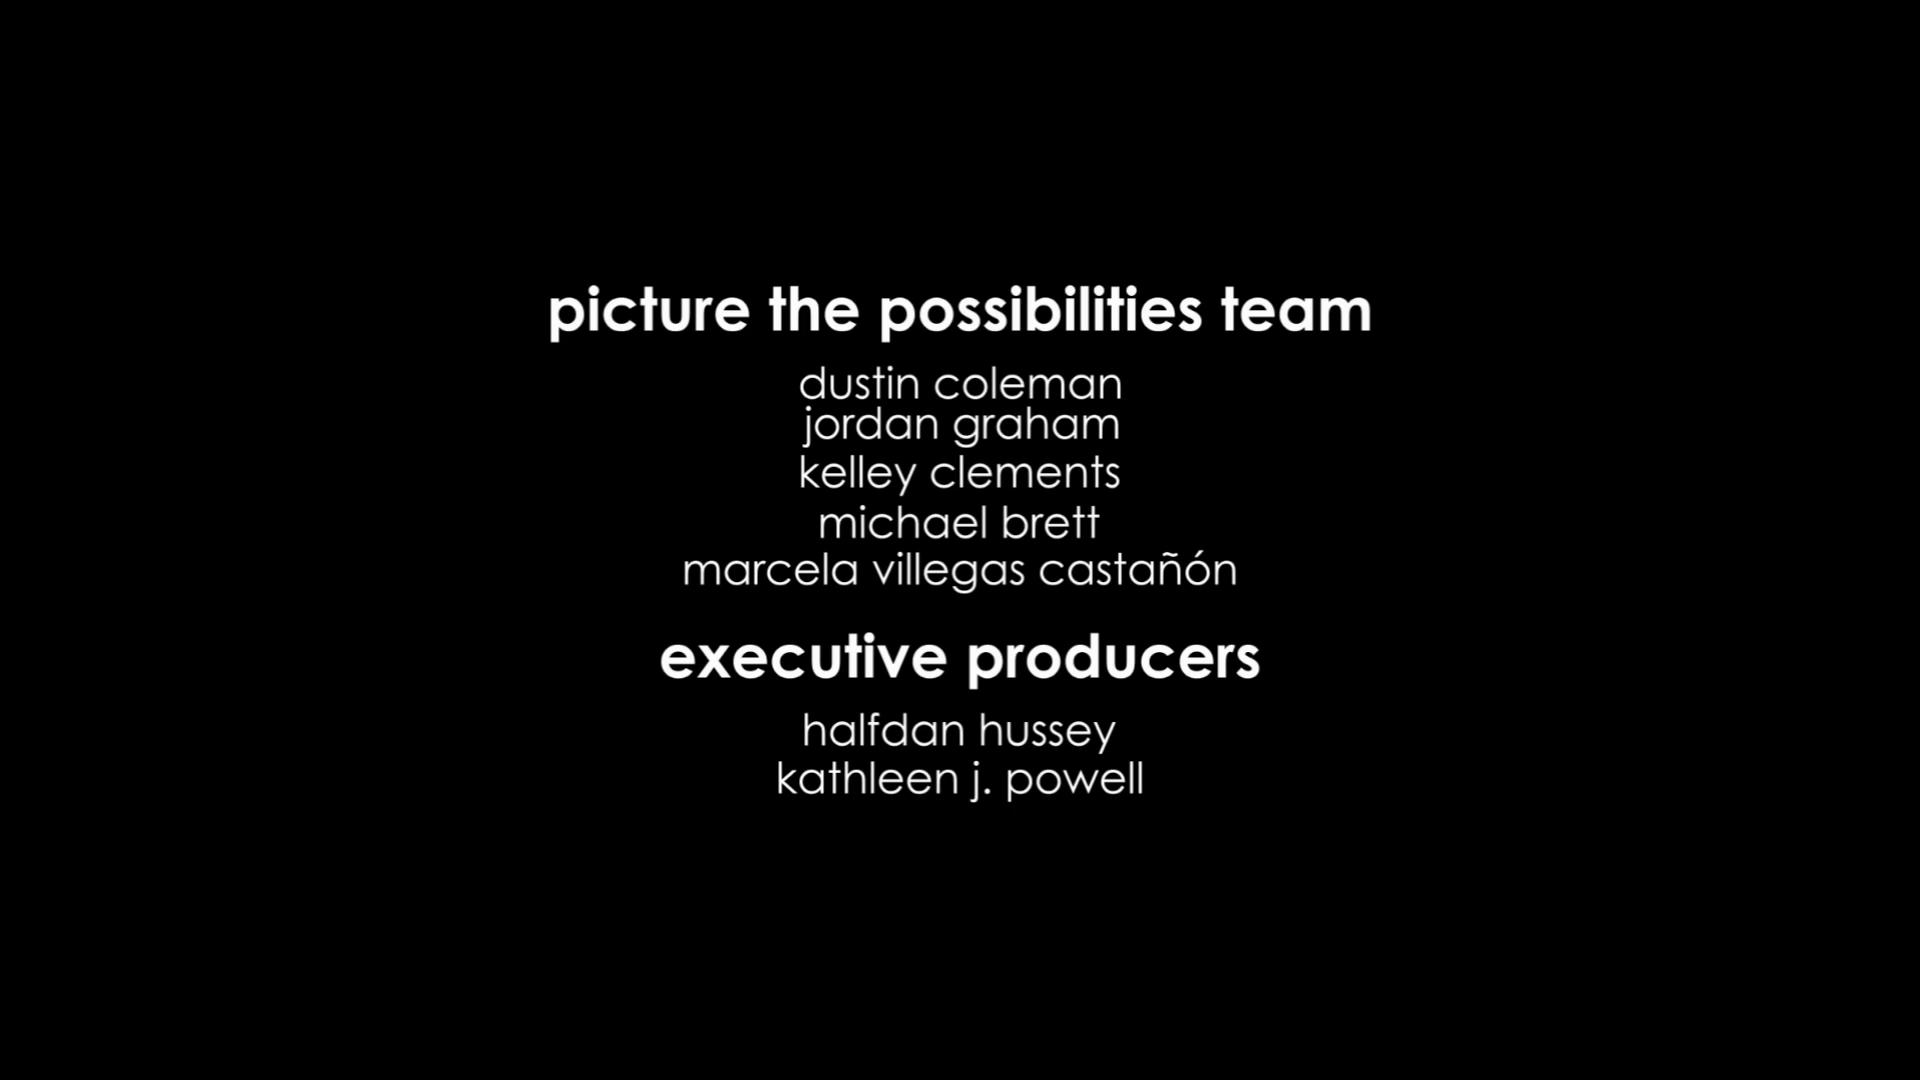 picture the possibilities team
dustin coleman
jordan graham
kelley clements
michael brett
marcela villegas castañón
executive producers
halfdan hussey
kathleen j. powell